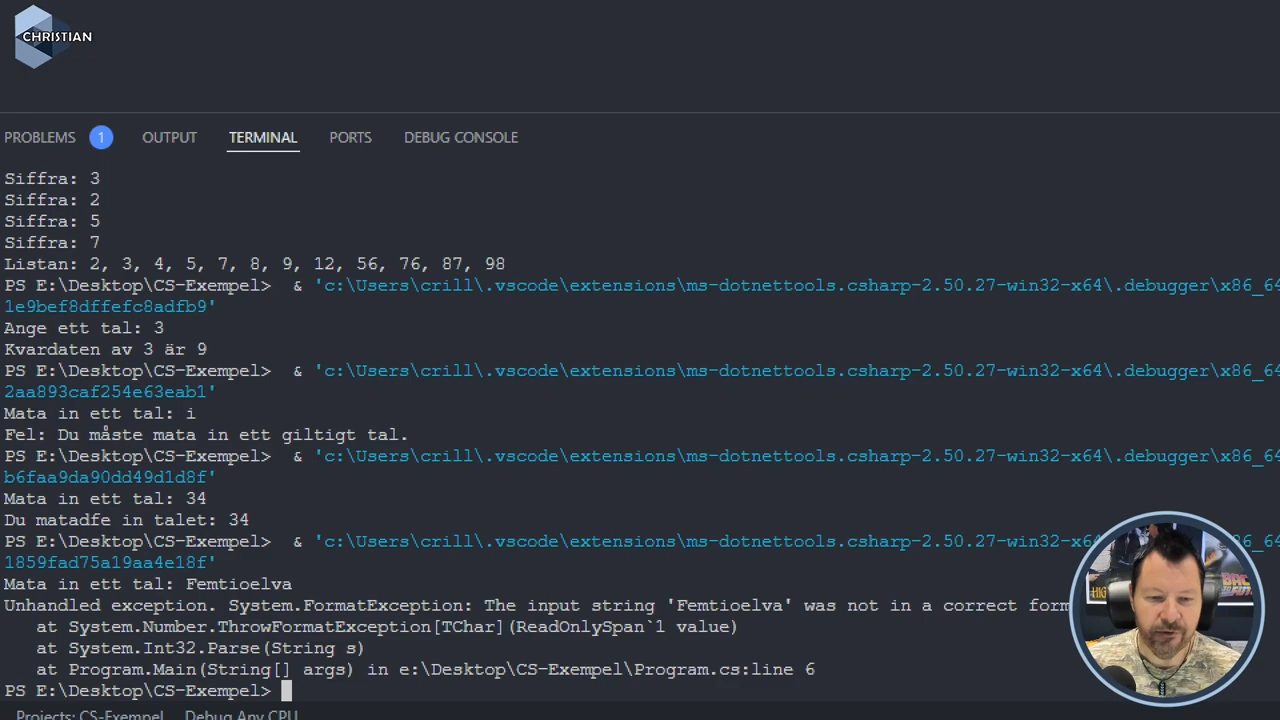 CHRISTIAN
PROBLEMS 1 OUTPUT TERMINAL PORTS DEBUG CONSOLE
Siffra: 3
Siffra: 2
Siffra: 5
Siffra: 7
Listan: 2, 3, 4, 5, 7, 8, 9, 12, 56, 76, 87, 98
PS E:\Desktop\CS-Exempel> & 'c:\Users\crill\.vscode\extensions\ms-dotnettools.csharp-2.50.27-win32-x64\.debugger\x86_64
1e9bef8dffefc8adfb9'
Ange ett tal: 3
Kvardaten av 3 är 9
PS E:\Desktop\CS-Exempel> & 'c:\Users\crill\.vscode\extensions\ms-dotnettools.csharp-2.50.27-win32-x64\.debugger\x86_64
2aa893caf254e63eab1'
Mata in ett tal: i
Fel: Du måste mata in ett giltigt tal.
PS E:\Desktop\CS-Exempel> & 'c:\Users\crill\.vscode\extensions\ms-dotnettools.csharp-2.50.27-win32-x64\.debugger\x86_64
b6faa9da90dd49d1d8f'
Mata in ett tal: 34
Du matadfe in talet: 34
PS E:\Desktop\CS-Exempel> & 'c:\Users\crill\.vscode\extensions\ms-dotnettools.csharp-2.50.27-win32-x64\.debugger\x86_64
1859fad75a19aa4e18f'
Mata in ett tal: Femtioelva
Unhandled exception. System.FormatException: The input string 'Femtioelva' was not in a correct form
at System.Number.ThrowFormatException[TChar](ReadOnlySpan`1 value)
at System.Int32.Parse(String s)
at Program.Main(String[] args) in e:\Desktop\CS-Exempel\Program.cs:line 6
PS E:\Desktop\CS-Exempel>
Projects: CS-Exempel Debug Any CPU